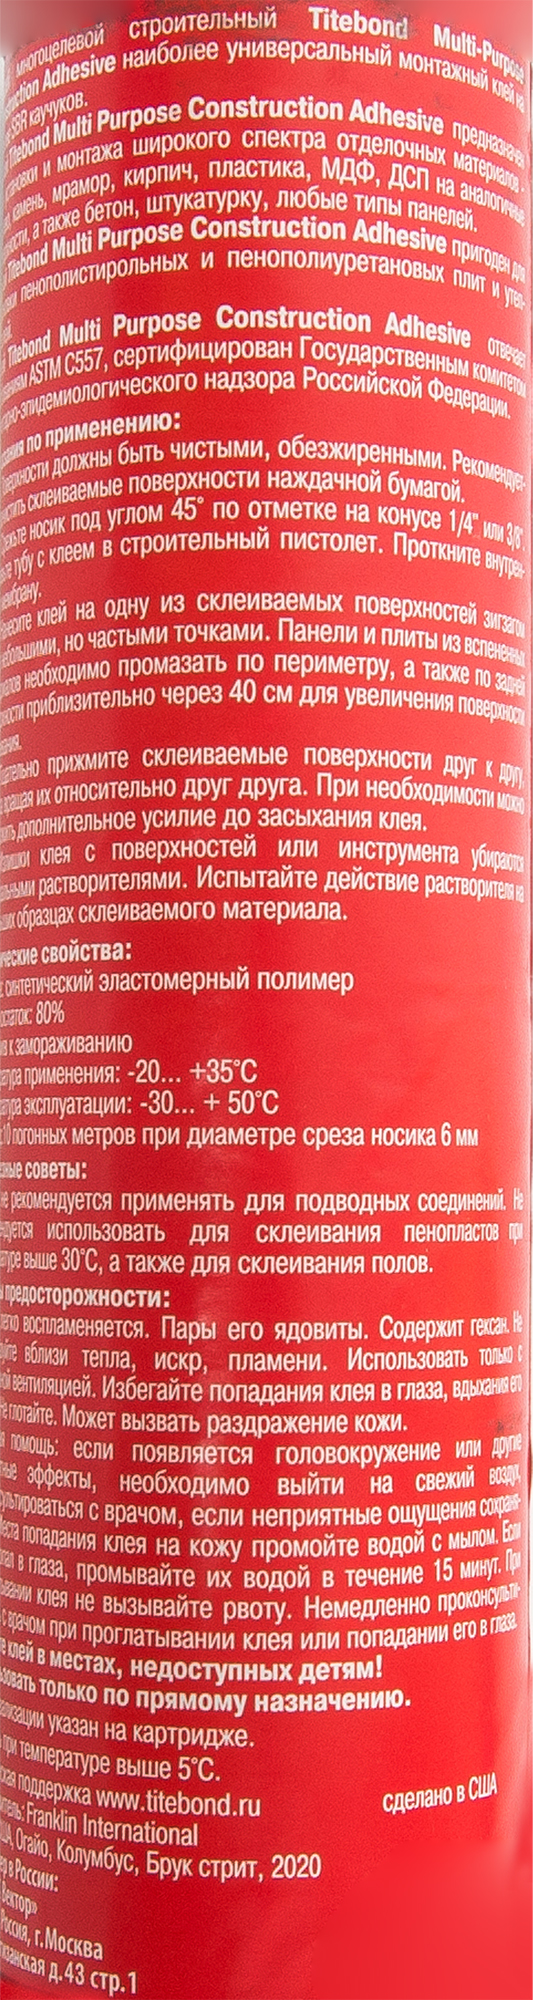 многоцелевой строительный Titebond Multi-Purpose
Adhesive наиболее универсальный монтажный клей на
SBR каучуков.
Titebond Multi Purpose Construction Adhesive предназначен
и монтажа широкого спектра отделочных материалов -
камень, мрамор, кирпич, пластика, МДФ, ДСП на аналогичные
а также бетон, штукатурку, любые типы панелей.
Titebond Multi Purpose Construction Adhesive пригоден для
пенополистирольных и пенополиуретановых плит и утеп-
Titebond Multi Purpose Construction Adhesive отвечает
ASTM C557, сертифицирован Государственным комитетом
но-эпидемиологического надзора Российской Федерации.
по применению:
должны быть чистыми, обезжиренными. Рекомендует-
склеиваемые поверхности наждачной бумагой.
носик под углом 45° по отметке на конусе 1/4" или 3/8".
тубу с клеем в строительный пистолет. Проткните внутрен-
мембрану.
клей на одну из склеиваемых поверхностей зигзагом
небольшими, но частыми точками. Панели и плиты из вспененных
необходимо промазать по периметру, а также по задней
приблизительно через 40 см для увеличения поверхности
прижмите склеиваемые поверхности друг к другу,
вращая их относительно друг друга. При необходимости можно
дополнительное усилие до засыхания клея.
клея с поверхностей или инструмента убираются
растворителями. Испытайте действие растворителя на
образцах склеиваемого материала.
ческие свойства:
синтетический эластомерный полимер
остаток: 80%
к замораживанию
применения: -20... +35°C
эксплуатации: -30... + 50°C
10 погонных метров при диаметре среза носика 6 мм
советы:
не рекомендуется применять для подводных соединений. Не
использовать для склеивания пенопластов при
выше 30°C, а также для склеивания полов.
предосторожности:
легко воспламеняется. Пары его ядовиты. Содержит гексан. Не
вблизи тепла, искр, пламени. Использовать только с
вентиляцией. Избегайте попадания клея в глаза, вдыхания его
Не глотайте. Может вызвать раздражение кожи.
помощь: если появляется головокружение или другие
эффекты, необходимо выйти на свежий воздух,
с врачом, если неприятные ощущения сохраня-
попадания клея на кожу промойте водой с мылом. Если
в глаза, промывайте их водой в течение 15 минут. При
клея не вызывайте рвоту. Немедленно проконсульти-
с врачом при проглатывании клея или попадании его в глаза.
клей в местах, недоступных детям!
только по прямому назначению.
указан на картридже.
при температуре выше 5°C.
поддержка www.titebond.ru сделано в США
Franklin International
Огайо, Колумбус, Брук стрит, 2020
в России:
Вектор»
Россия, г.Москва
д.43 стр.1